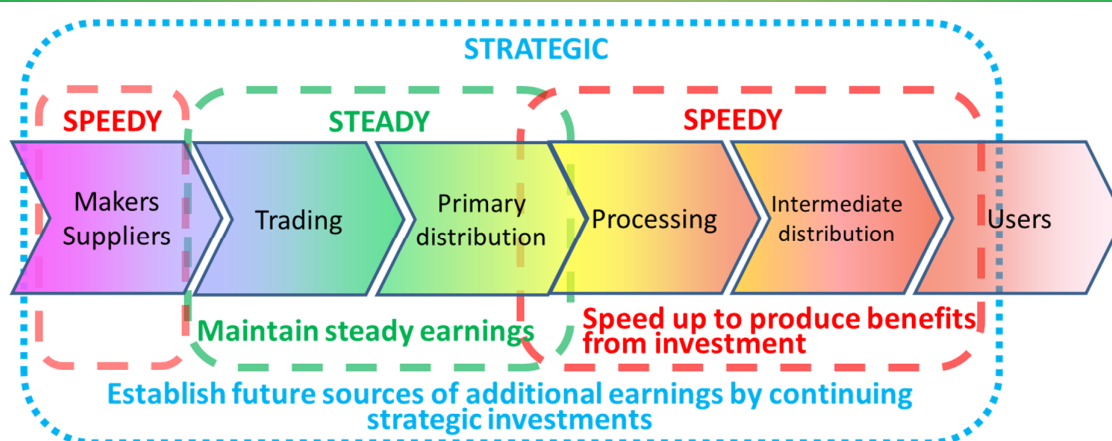 STRATEGIC
SPEEDY
STEADY
SPEEDY
Makers
Suppliers
Trading
Primary
distribution
Processing
Intermediate
distribution
Users
Maintain steady earnings
Speed up to produce benefits
from investment
Establish future sources of additional earnings by continuing
strategic investments